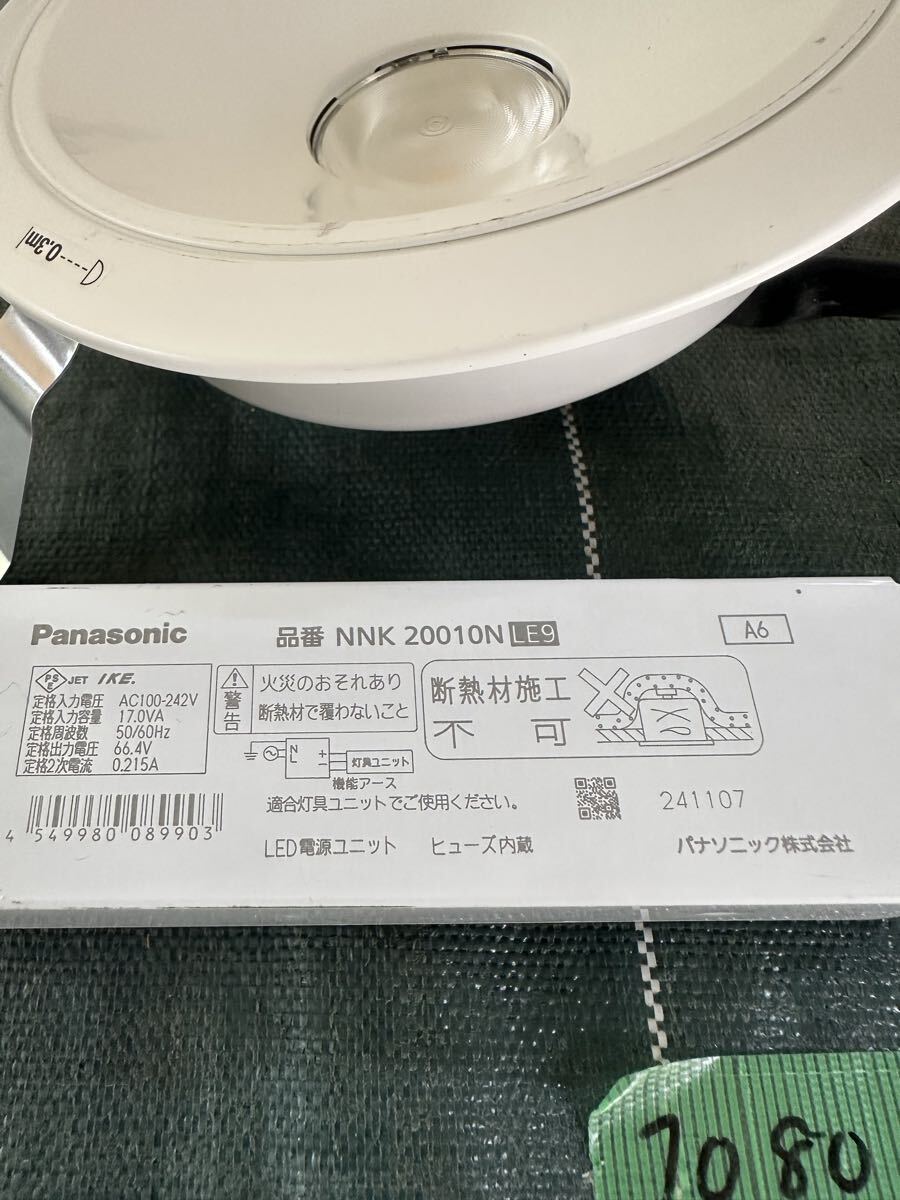 0.3m
Panasonic 品番 NNK 20010N LE9 A6
PS E JET IKE.
定格入力電圧 AC100-242V
定格入力容量 17.0VA
定格周波数 50/60Hz
定格出力電圧 66.4V
定格2次電流 0.215A
警告
火災のおそれあり
断熱材で覆わないこと
断熱材施工
不可
N
L
+
-
灯具ユニット
機能アース
適合灯具ユニットでご使用ください。
241107
4 549980 089903
LED電源ユニット ヒューズ内蔵 パナソニック株式会社
7080